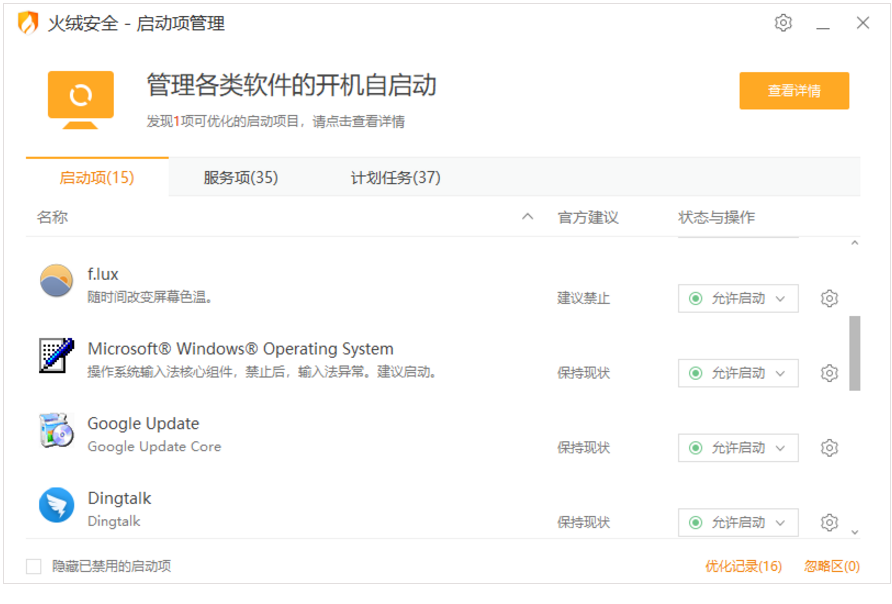 火绒安全 - 启动项管理
管理各类软件的开机自启动
发现1项可优化的启动项目，请点击查看详情
查看详情
启动项(15) 服务项(35) 计划任务(37)
名称 官方建议 状态与操作
f.lux
随时间改变屏幕色温。
建议禁止 允许启动
Microsoft® Windows® Operating System
操作系统输入法核心组件，禁止后，输入法异常。建议启动。
保持现状 允许启动
Google Update
Google Update Core
保持现状 允许启动
Dingtalk
Dingtalk
保持现状 允许启动
隐藏已禁用的启动项 优化记录(16) 忽略区(0)